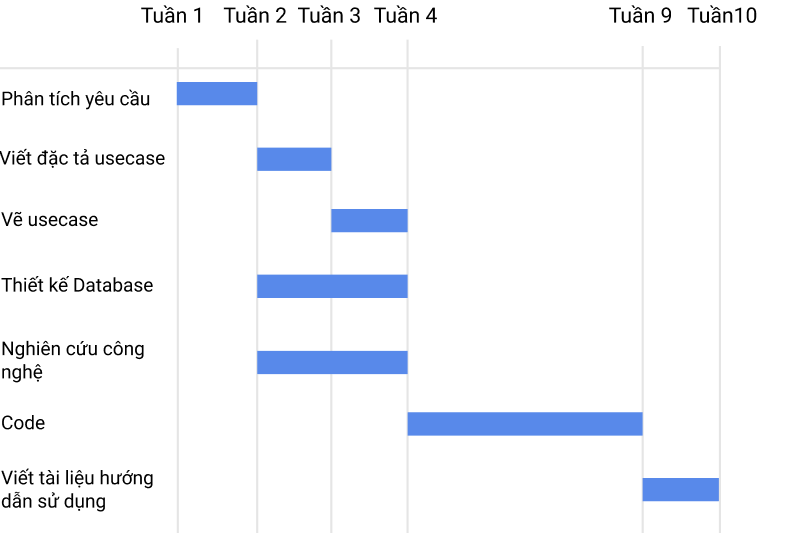 Tuần 1 Tuần 2 Tuần 3 Tuần 4 Tuần 9 Tuần10
Phân tích yêu cầu
Viết đặc tả usecase
Vẽ usecase
Thiết kế Database
Nghiên cứu công
nghệ
Code
Viết tài liệu hướng
dẫn sử dụng